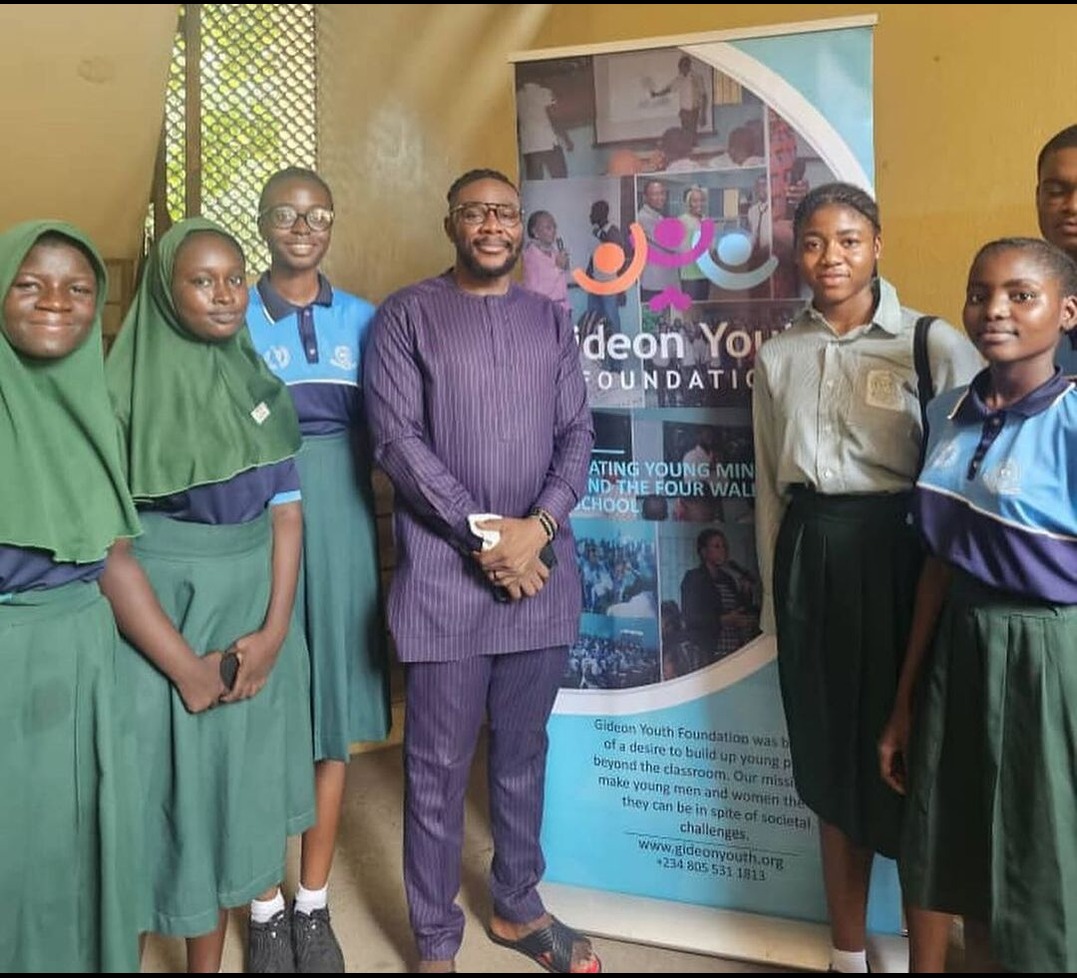 ideon You
FOUNDATIO
ATING YOUNG MIN
ND THE FOUR WAL
SCHOOL
Gideon Youth Foundation was b
of a desire to build up young p
beyond the classroom. Our missi
make young men and women the
they can be in spite of societal
challenges.
www.gideonyouth.org
+234 805 531 1813